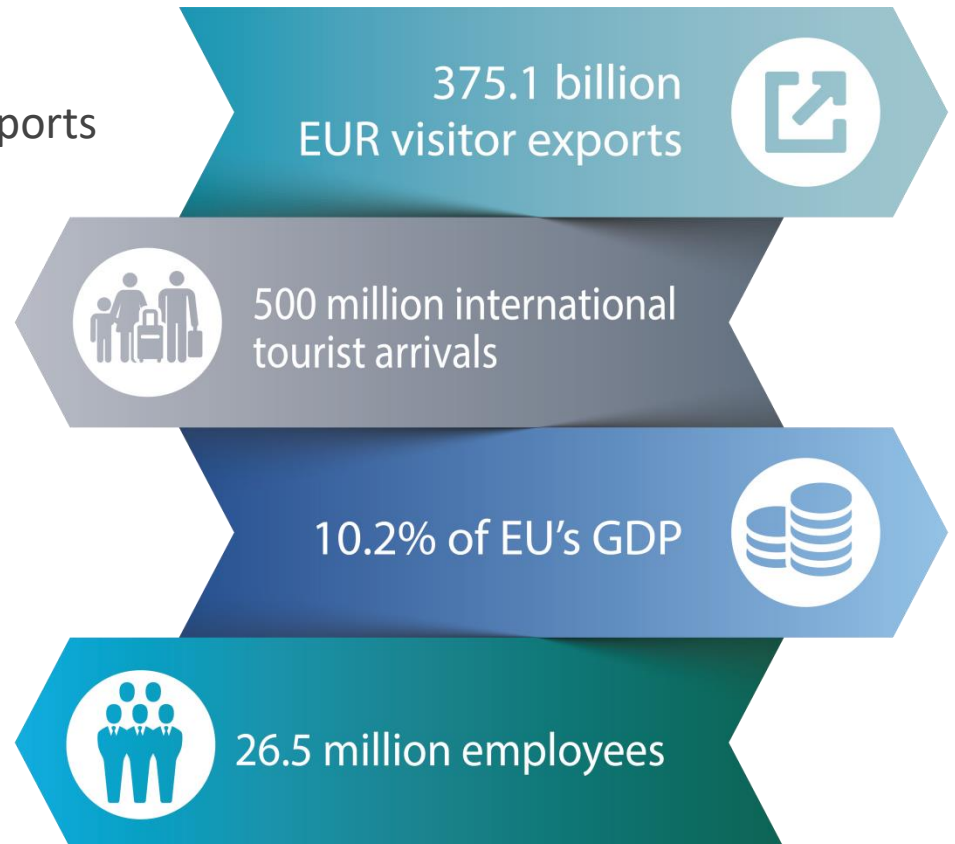 ports
375.1 billion
EUR visitor exports
500 million international
tourist arrivals
10.2% of EU's GDP
26.5 million employees